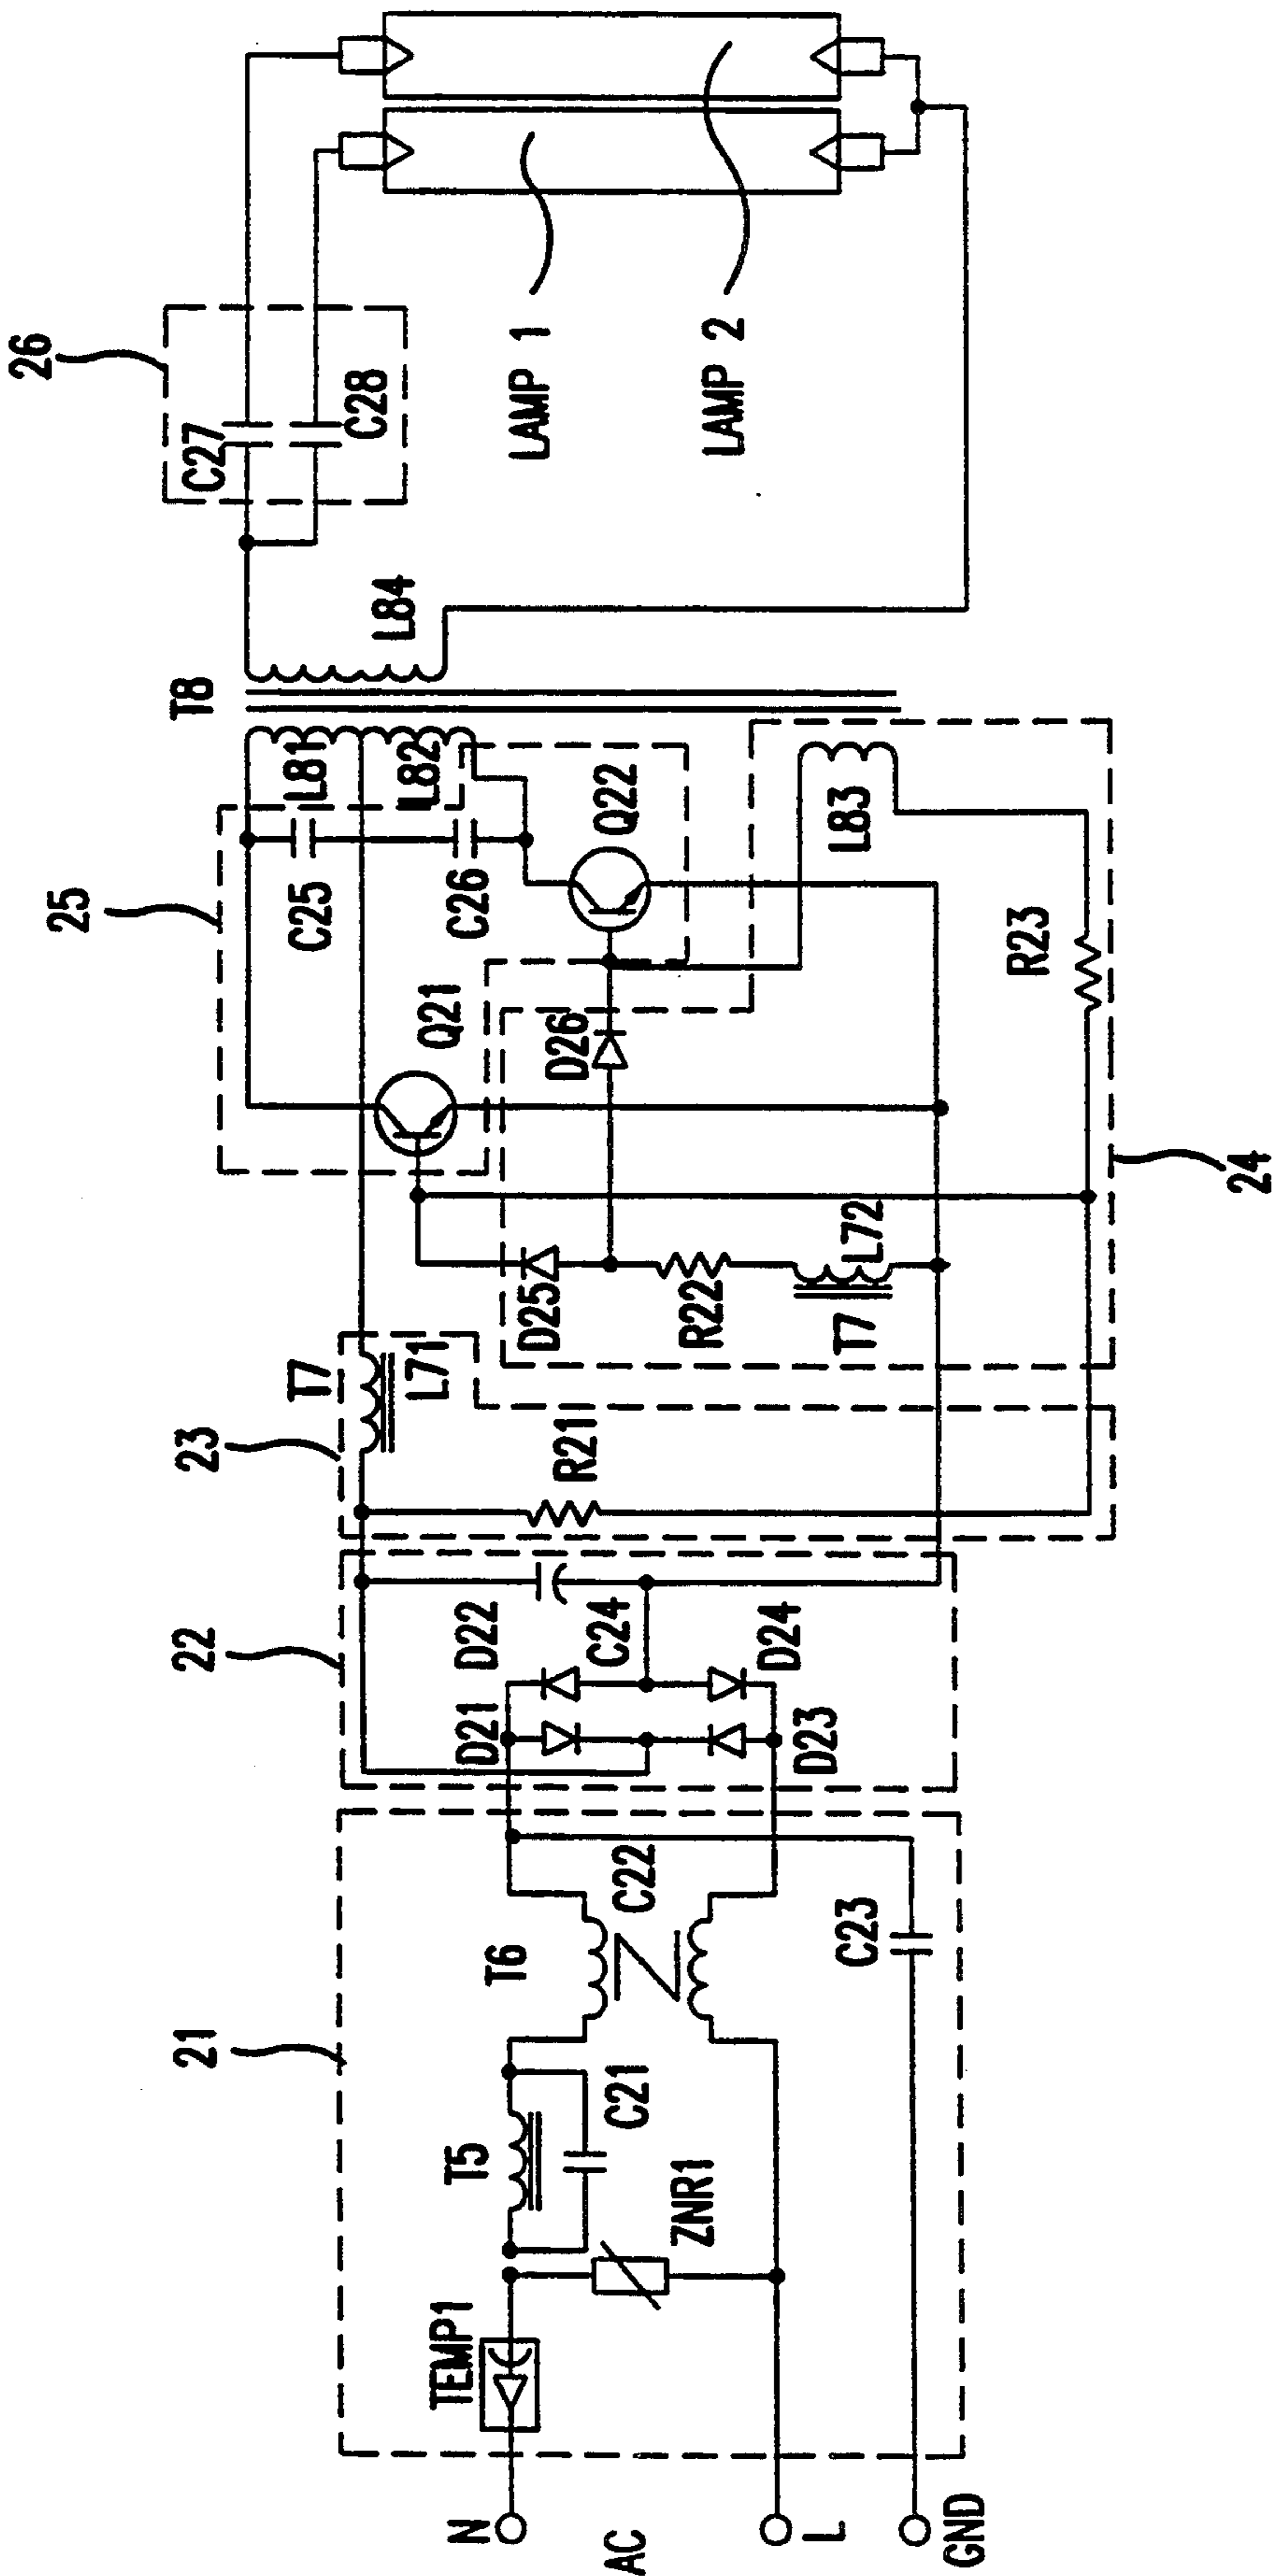 N
AC
L
GND
21
TEMP1
T5
C21
ZNR1
T6
C22
C23
22
D21
D22
C24
D23
D24
23
T7
L71
R21
25
Q21
C25
C26
L81
L82
Q22
D25
D26
R22
T7
L72
L83
R23
24
T8
L84
26
C27
C28
LAMP 1
LAMP 2